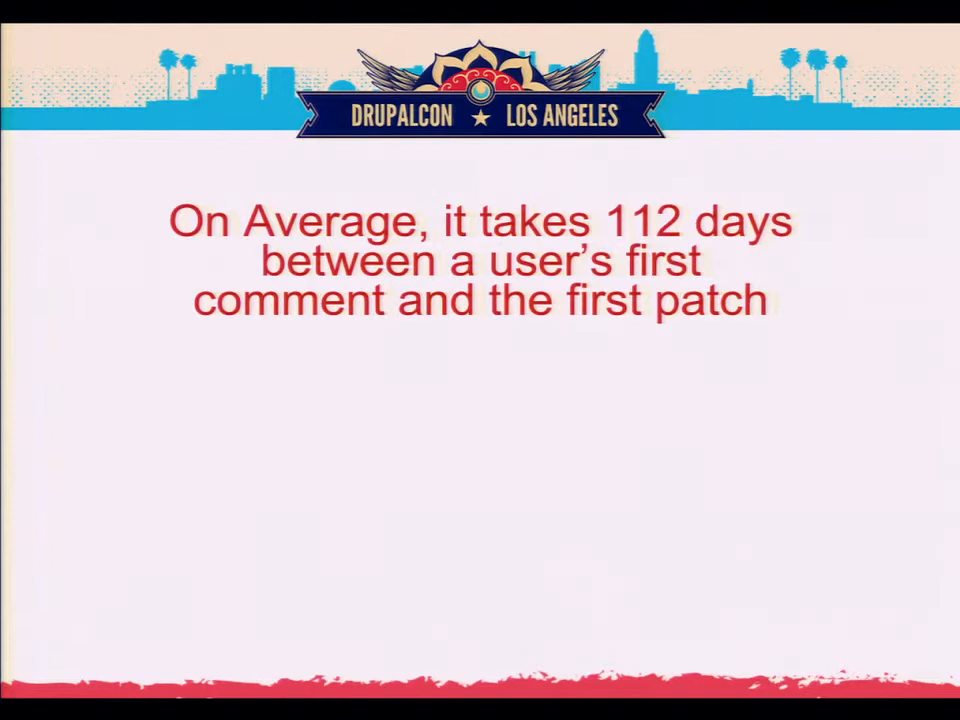 DRUPALCON ★ LOS ANGELES
On Average, it takes 112 days
between a user’s first
comment and the first patch